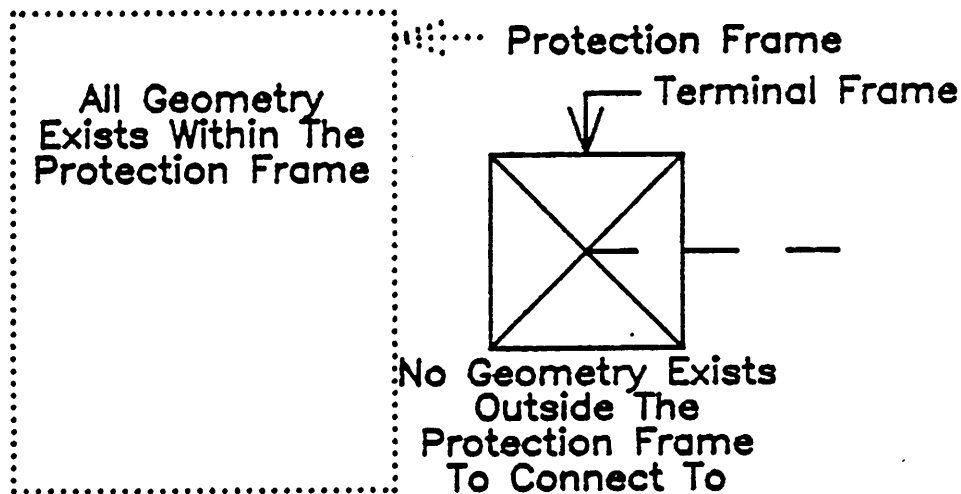 Protection Frame
Terminal Frame
All Geometry
Exists Within The
Protection Frame
No Geometry Exists
Outside The
Protection Frame
To Connect To